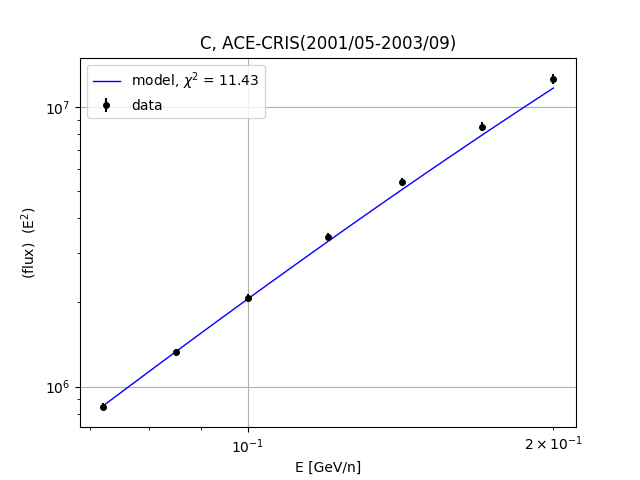 C, ACE-CRIS(2001/05-2003/09)
model, χ² = 11.43
data
10⁷
10⁶
(flux) (E²)
10⁻¹
2 × 10⁻¹
E [GeV/n]